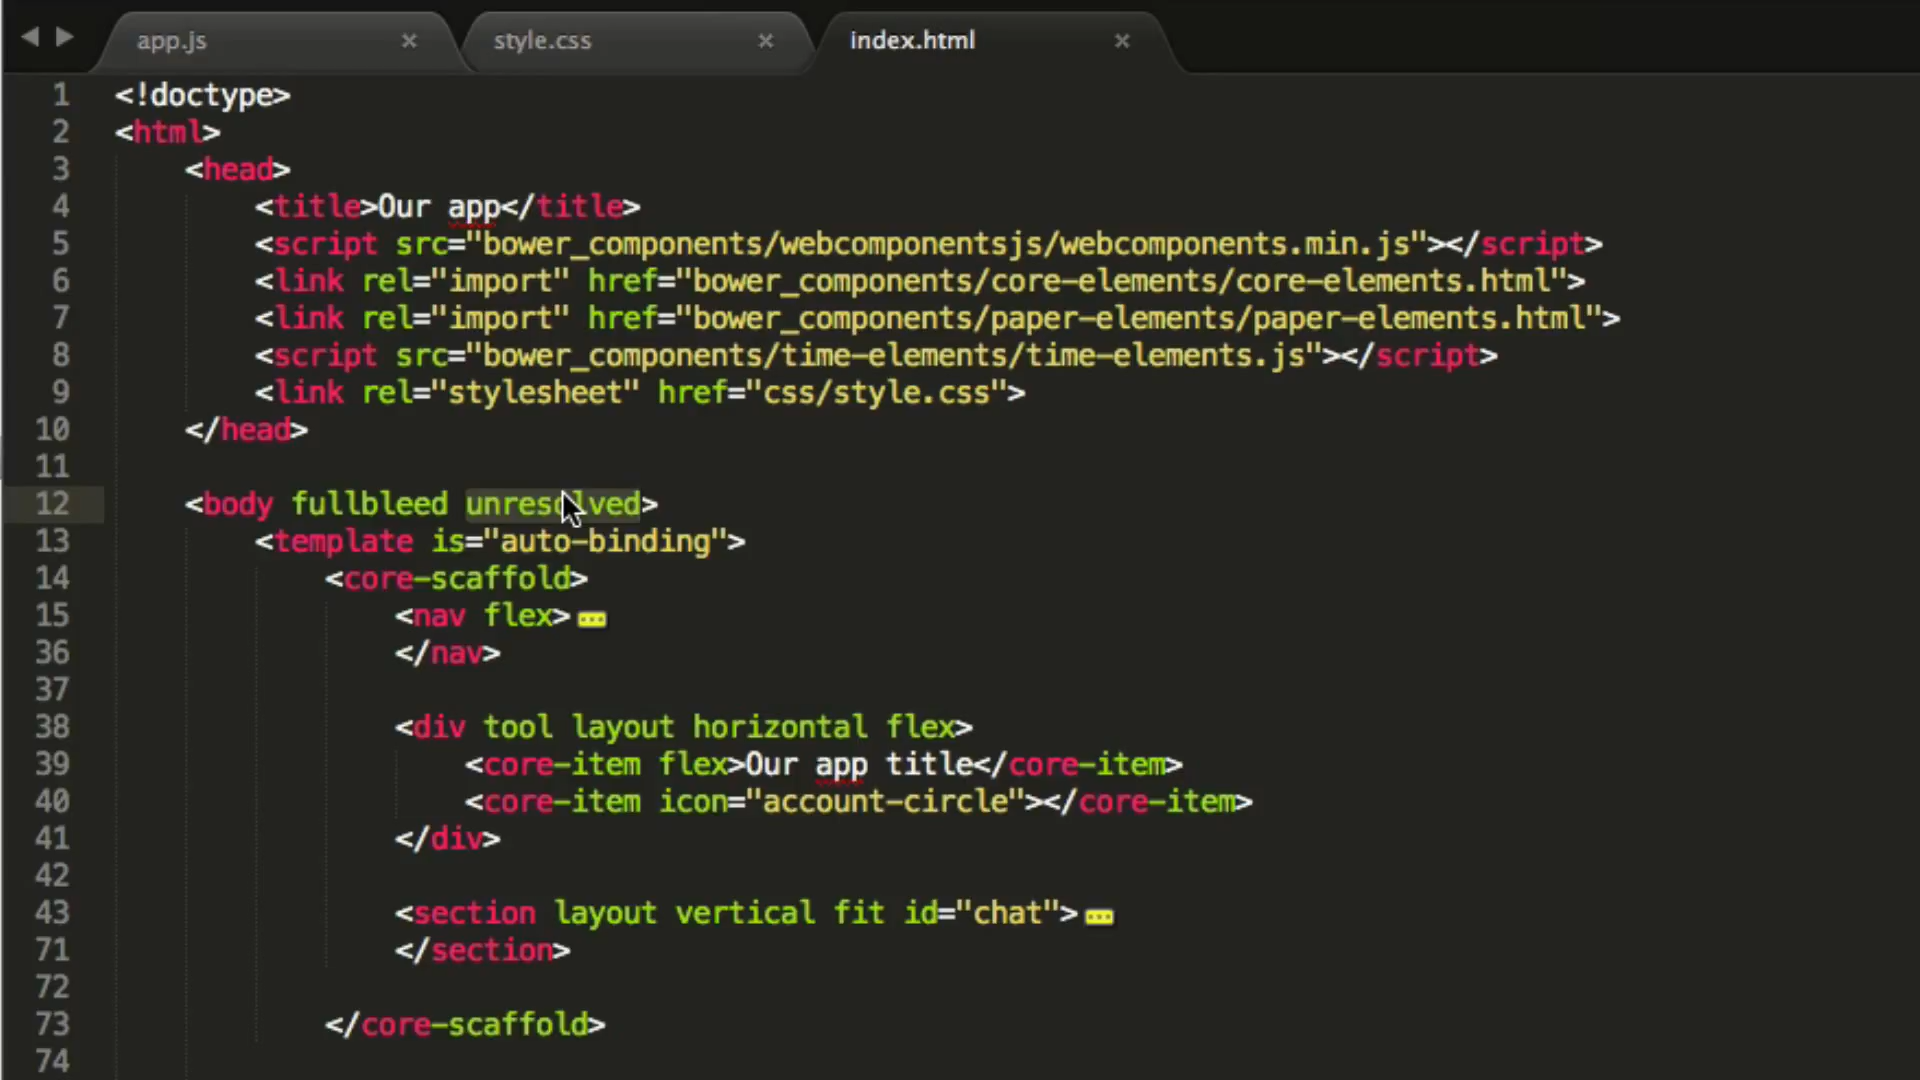 app.js × style.css × index.html ×
1 <!doctype>
2 <html>
3 <head>
4 <title>Our app</title>
5 <script src="bower_components/webcomponentsjs/webcomponents.min.js"></script>
6 <link rel="import" href="bower_components/core-elements/core-elements.html">
7 <link rel="import" href="bower_components/paper-elements/paper-elements.html">
8 <script src="bower_components/time-elements/time-elements.js"></script>
9 <link rel="stylesheet" href="css/style.css">
10 </head>
11
12 <body fullbleed unresolved>
13 <template is="auto-binding">
14 <core-scaffold>
15 <nav flex>
36 </nav>
37
38 <div tool layout horizontal flex>
39 <core-item flex>Our app title</core-item>
40 <core-item icon="account-circle"></core-item>
41 </div>
42
43 <section layout vertical fit id="chat">
71 </section>
72
73 </core-scaffold>
74